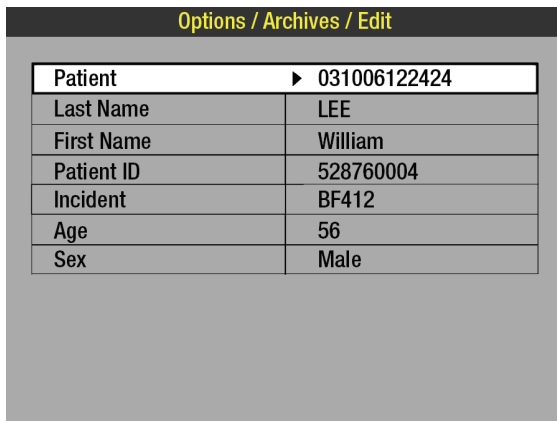 Options / Archives / Edit
Patient ▶ 031006122424
Last Name LEE
First Name William
Patient ID 528760004
Incident BF412
Age 56
Sex Male